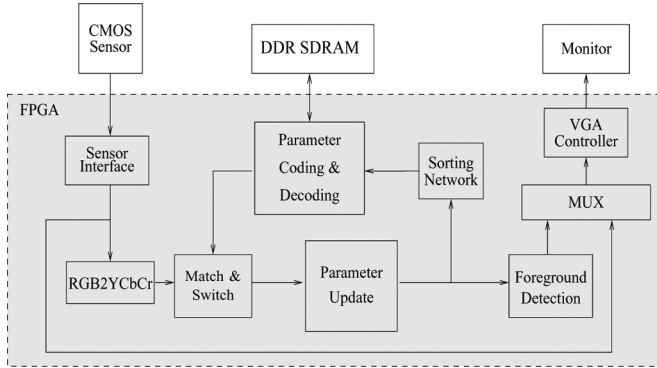 CMOS
Sensor
DDR SDRAM
Monitor
FPGA
VGA
Controller
Sensor
Interface
Parameter
Coding &
Decoding
Sorting
Network
MUX
RGB2YCbCr
Match &
Switch
Parameter
Update
Foreground
Detection